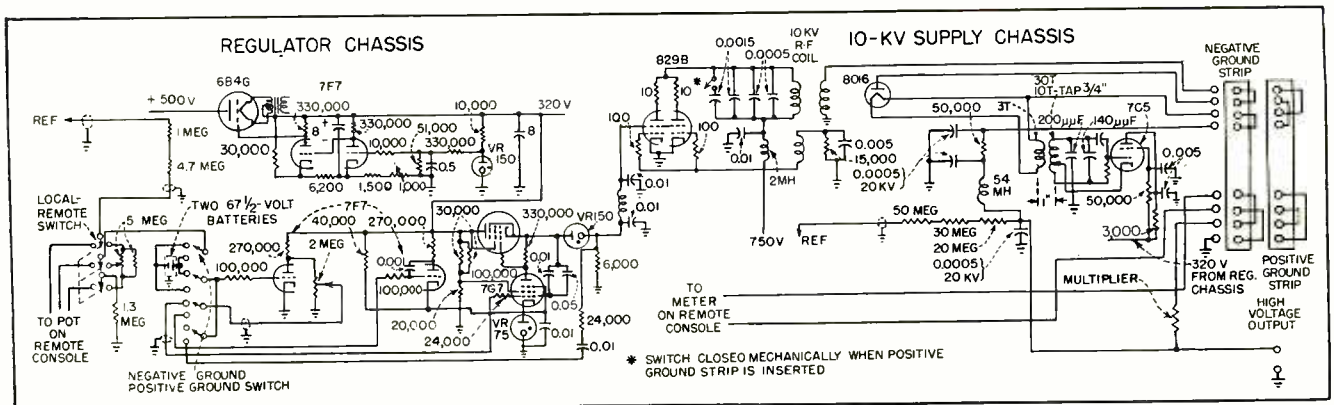 REGULATOR CHASSIS
10-KV SUPPLY CHASSIS
6B4G
7F7
+ 500V
REF
1 MEG
4.7 MEG
30,000
330,000
8
+
330,000
10,000
51,000
10,000
330,000
0.5
VR
150
320 V
8
6,200
1,500
1,000
LOCAL-
REMOTE
SWITCH
.5 MEG
TWO 67 1/2-VOLT
BATTERIES
270,000
40,000
7F7
2 MEG
270,000
30,000
330,000
VR150
100,000
0.001
100,000
100,000
7G7
0.01
0.05
6,000
1.3
MEG
TO POT
ON
REMOTE
CONSOLE
20,000
24,000
VR
75
0.01
24,000
0.01
NEGATIVE GROUND
POSITIVE GROUND SWITCH
829B
*
0.0015
0.0005
10 KV
R-F
COIL
10
10
100
100
0.01
0.01
0.01
2MH
750V
0.005
15,000
0.0005
20 KV
8016
50,000
3T
30T
10T-TAP 3/4"
200μμF
140μμF
7C5
0.005
1"
50,000
54
MH
REF
50 MEG
30 MEG
20 MEG
0.0005
20 KV
3,000
320 V
FROM REG.
CHASSIS
MULTIPLIER
TO
METER
ON REMOTE
CONSOLE
NEGATIVE
GROUND
STRIP
POSITIVE
GROUND
STRIP
HIGH
VOLTAGE
OUTPUT
* SWITCH CLOSED MECHANICALLY WHEN POSITIVE
GROUND STRIP IS INSERTED